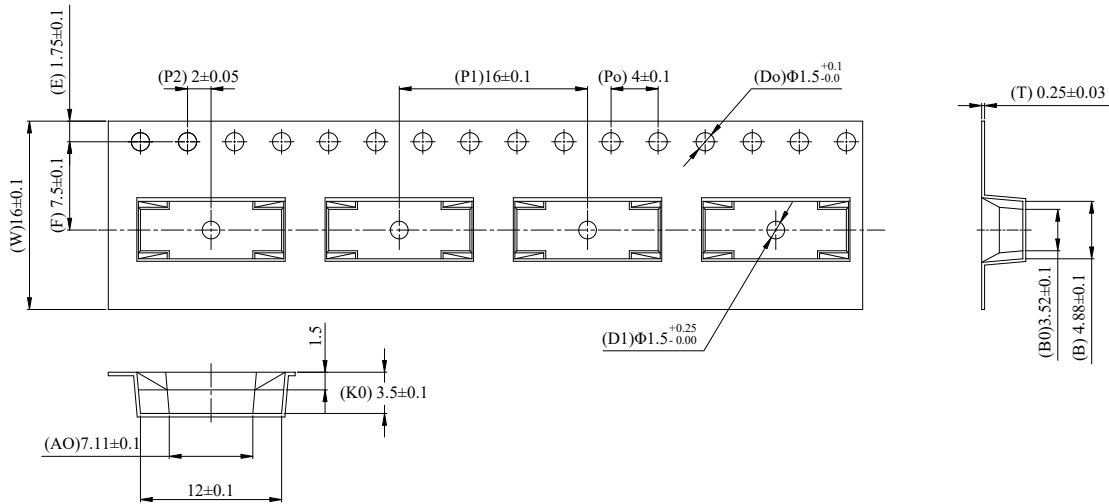 (E) 1.75±0.1
(P2) 2±0.05
(P1)16±0.1
(Po) 4±0.1
(Do)Φ1.5 +0.1 -0.0
(T) 0.25±0.03
(W)16±0.1
(F) 7.5±0.1
(D1)Φ1.5 +0.25 - 0.00
(B0)3.52±0.1
(B) 4.88±0.1
1.5
(K0) 3.5±0.1
(AO)7.11±0.1
12±0.1